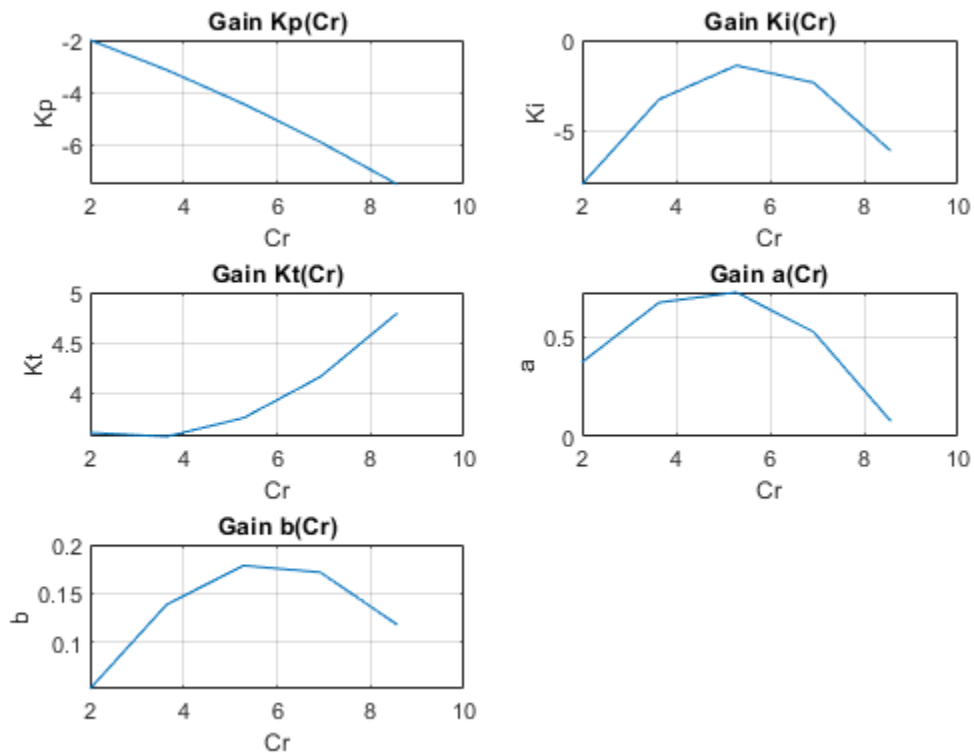 Gain Kp(Cr)
-2
-4
-6
Kp
2 4 6 8 10
Cr
Gain Ki(Cr)
0
-5
Ki
2 4 6 8 10
Cr
Gain Kt(Cr)
5
4.5
4
Kt
2 4 6 8 10
Cr
Gain a(Cr)
0.5
0
a
2 4 6 8 10
Cr
Gain b(Cr)
0.2
0.15
0.1
b
2 4 6 8 10
Cr